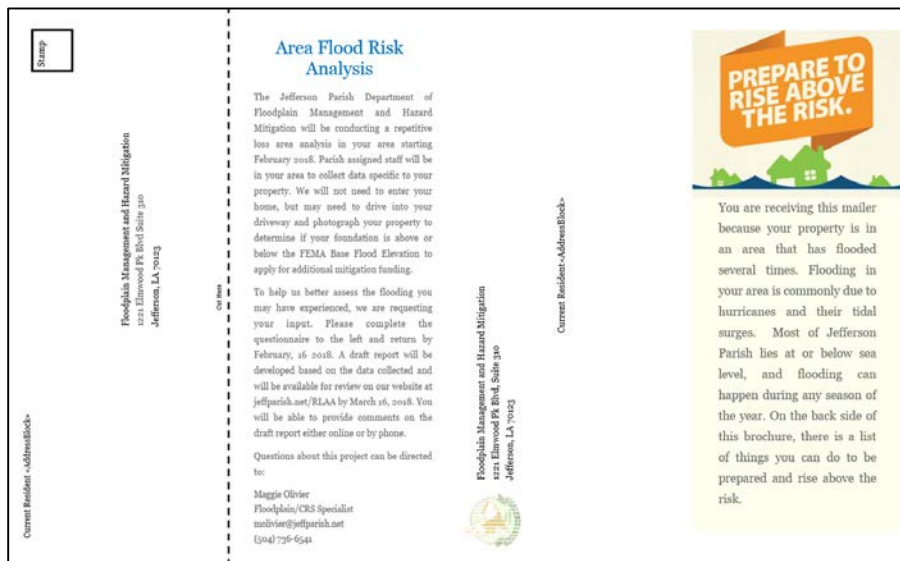 Stamp
Floodplain Management and Hazard Mitigation
1221 Elmwood Pk Blvd Suite 310
Jefferson, LA 70123
Current Resident «AddressBlock»
Cut Here
Area Flood Risk
Analysis
The Jefferson Parish Department of
Floodplain Management and Hazard
Mitigation will be conducting a repetitive
loss area analysis in your area starting
February 2018. Parish assigned staff will be
in your area to collect data specific to your
property. We will not need to enter your
home, but may need to drive into your
driveway and photograph your property to
determine if your foundation is above or
below the FEMA Base Flood Elevation to
apply for additional mitigation funding.
To help us better assess the flooding you
may have experienced, we are requesting
your input. Please complete the
questionnaire to the left and return by
February, 16 2018. A draft report will be
developed based on the data collected and
will be available for review on our website at
jeffparish.net/RLAA by March 16, 2018. You
will be able to provide comments on the
draft report either online or by phone.
Questions about this project can be directed
to:
Maggie Olivier
Floodplain/CRS Specialist
molivier@jeffparish.net
(504) 736-6541
Floodplain Management and Hazard Mitigation
1221 Elmwood Pk Blvd, Suite 310
Jefferson, LA 70123
Current Resident «AddressBlock»
PREPARE TO
RISE ABOVE
THE RISK.
You are receiving this mailer
because your property is in
an area that has flooded
several times. Flooding in
your area is commonly due to
hurricanes and their tidal
surges. Most of Jefferson
Parish lies at or below sea
level, and flooding can
happen during any season of
the year. On the back side of
this brochure, there is a list
of things you can do to be
prepared and rise above the
risk.